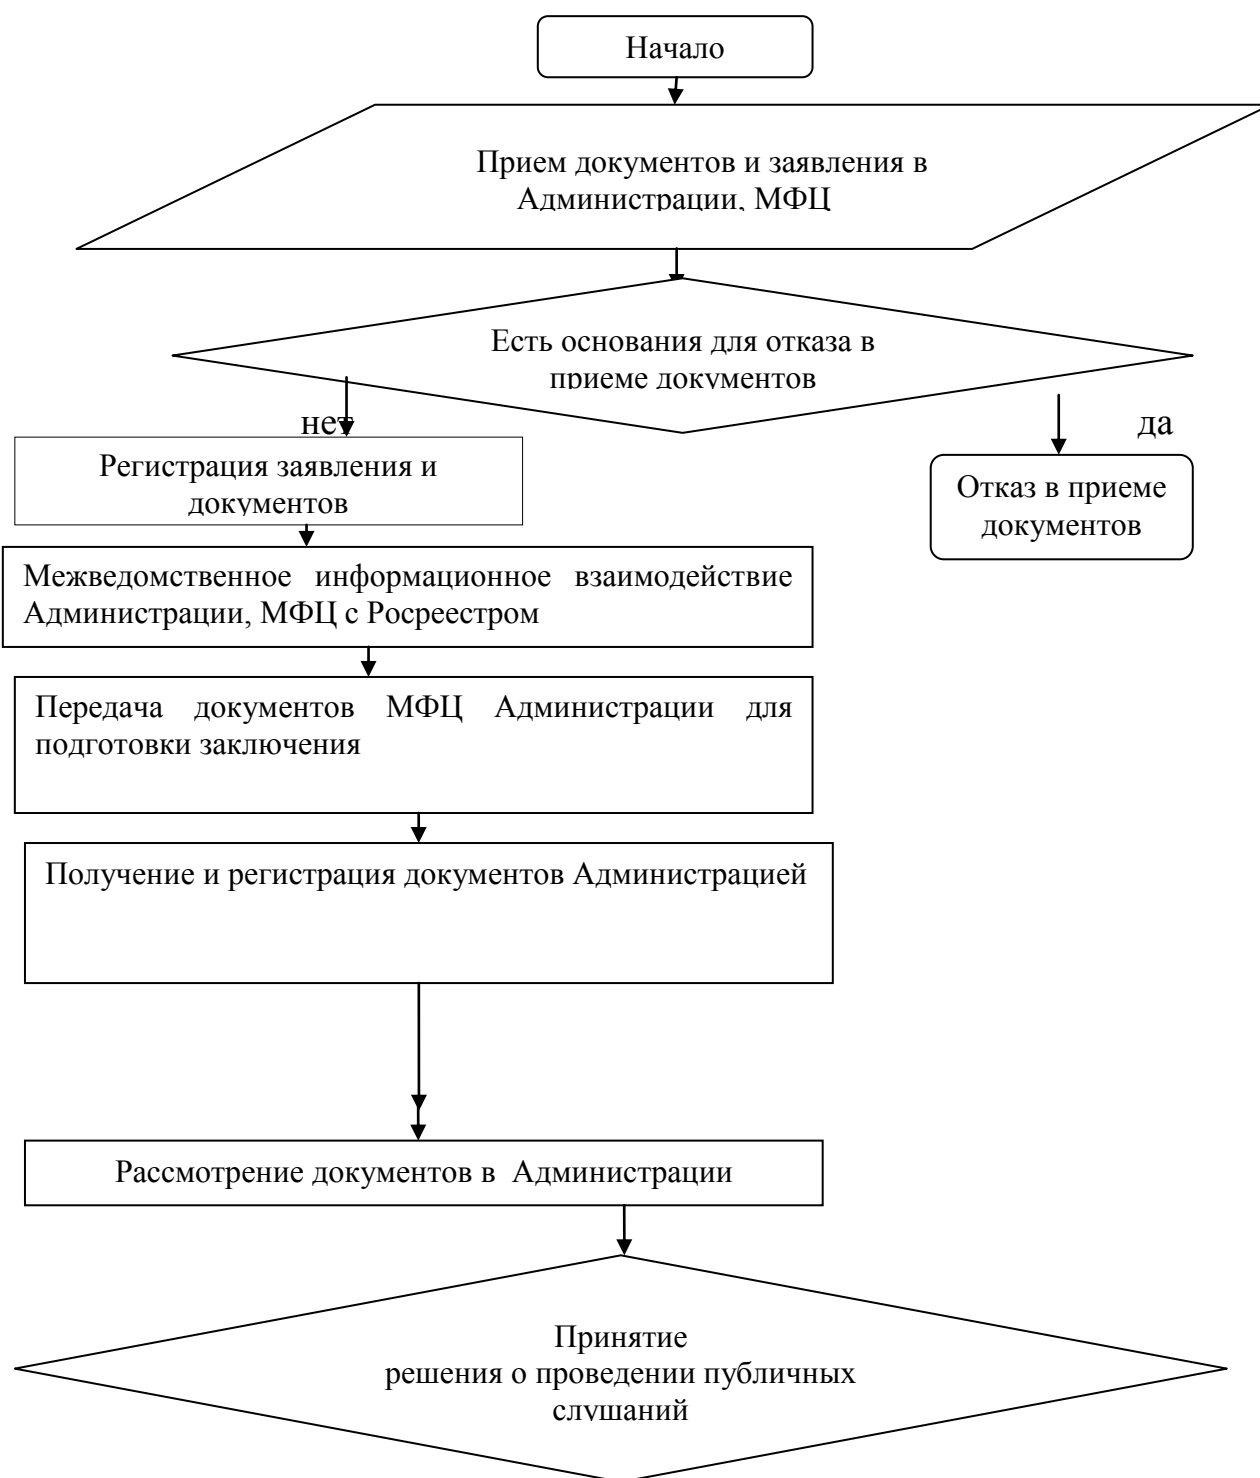 Начало
Прием документов и заявления в
Администрации, МФЦ
Есть основания для отказа в
приеме документов
нет
да
Регистрация заявления и
документов
Отказ в приеме
документов
Межведомственное информационное взаимодействие
Администрации, МФЦ с Росреестром
Передача документов МФЦ Администрации для
подготовки заключения
Получение и регистрация документов Администрацией
Рассмотрение документов в Администрации
Принятие
решения о проведении публичных
слушаний